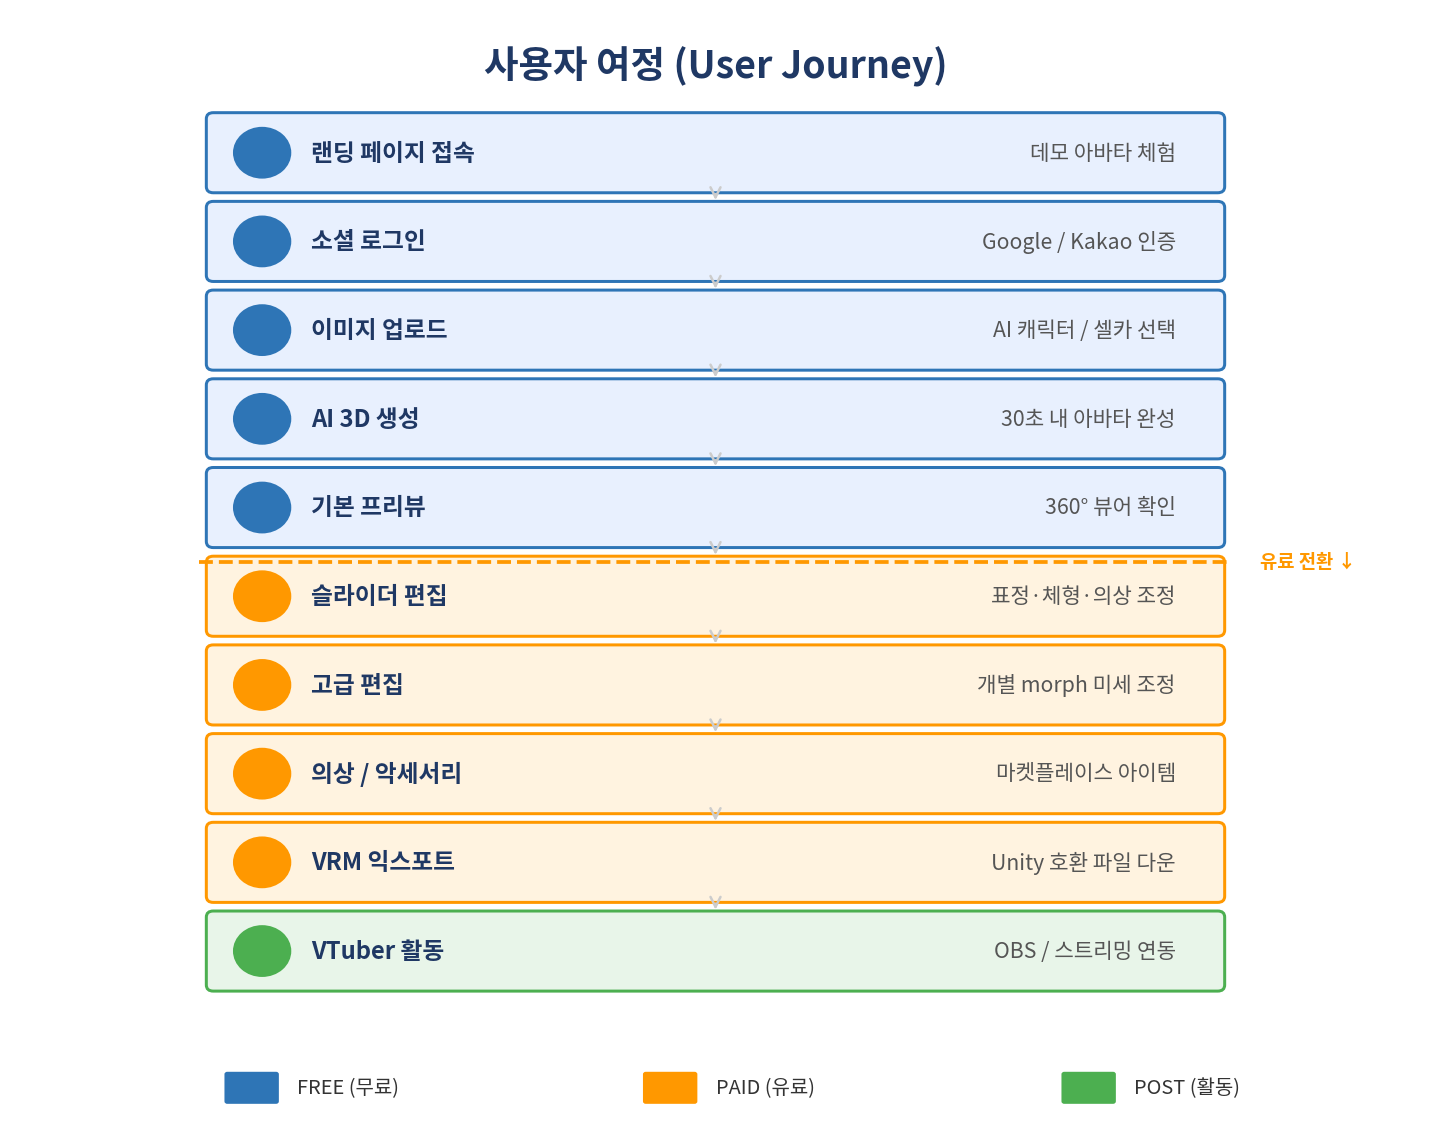 사용자 여정 (User Journey)
랜딩 페이지 접속 데모 아바타 체험
소셜 로그인 Google / Kakao 인증
이미지 업로드 AI 캐릭터 / 셀카 선택
AI 3D 생성 30초 내 아바타 완성
기본 프리뷰 360° 뷰어 확인
유료 전환 ↓
슬라이더 편집 표정·체형·의상 조정
고급 편집 개별 morph 미세 조정
의상 / 악세서리 마켓플레이스 아이템
VRM 익스포트 Unity 호환 파일 다운
VTuber 활동 OBS / 스트리밍 연동
FREE (무료) PAID (유료) POST (활동)